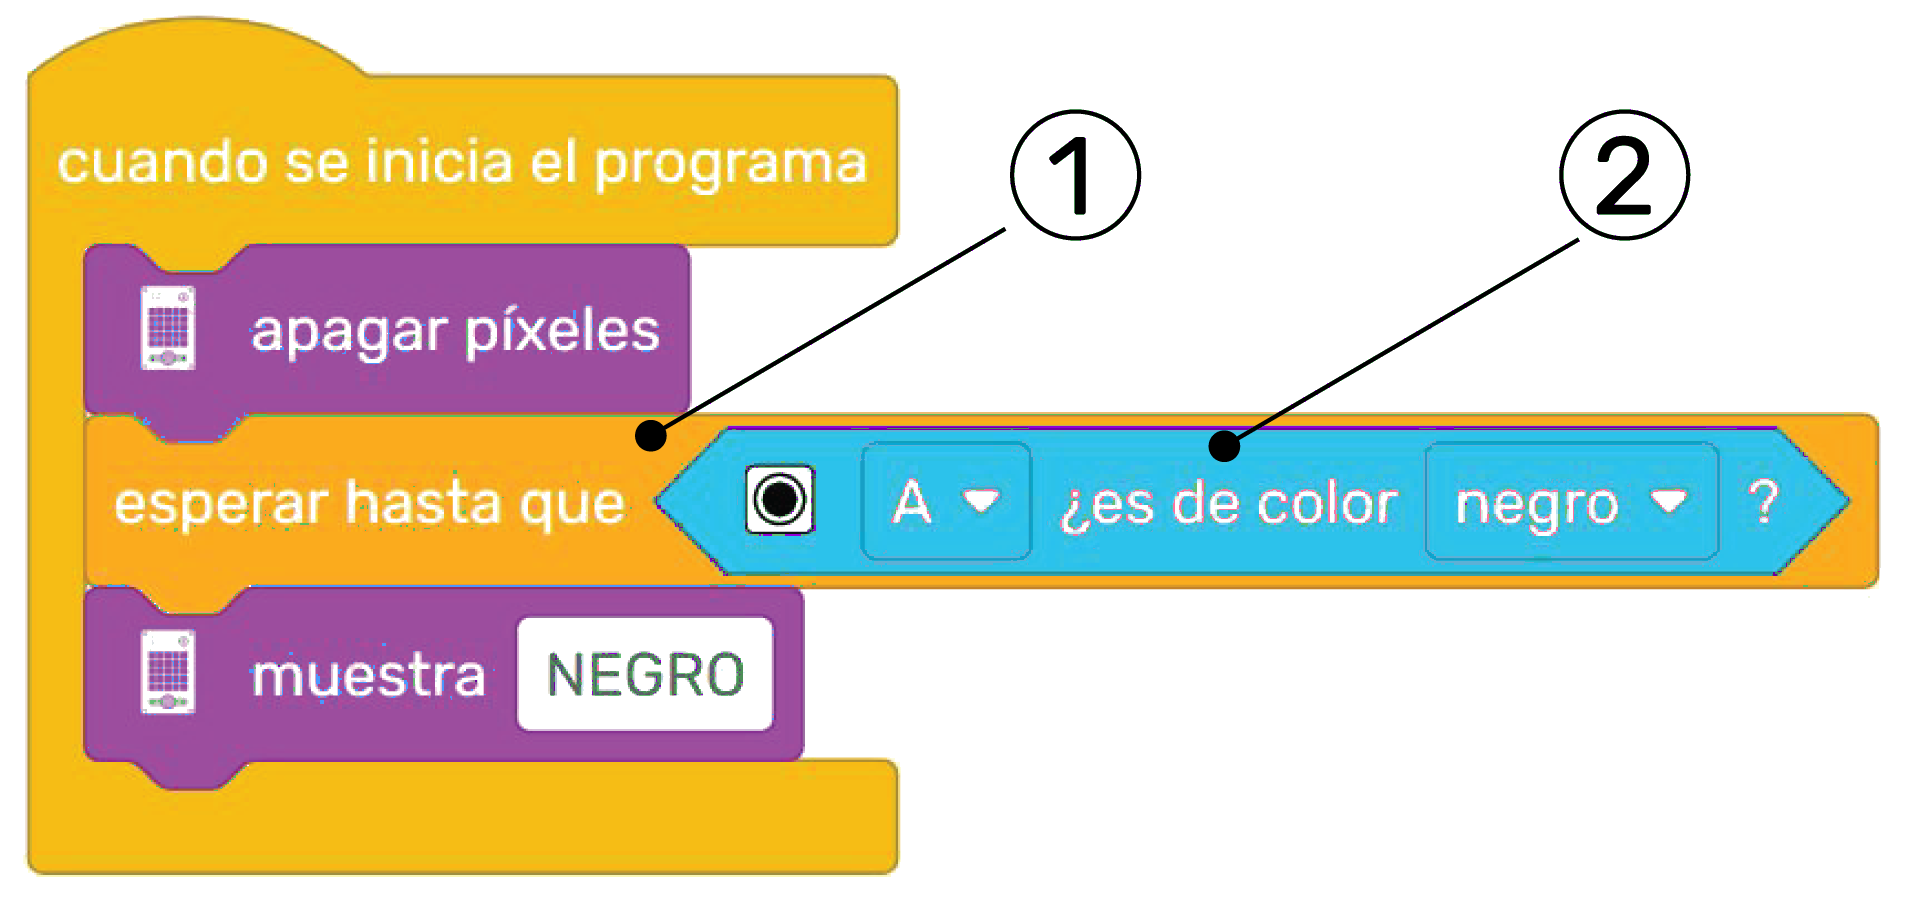 cuando se inicia el programa
1
2
apagar píxeles
esperar hasta que A ¿es de color negro ?
muestra NEGRO